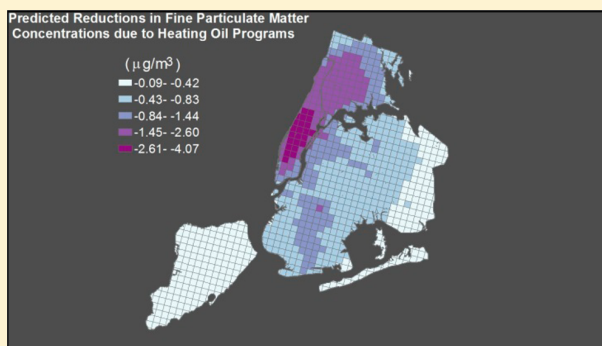 Predicted Reductions in Fine Particulate Matter
Concentrations due to Heating Oil Programs
(μg/m³)
-0.09- -0.42
-0.43- -0.83
-0.84- -1.44
-1.45- -2.60
-2.61- -4.07